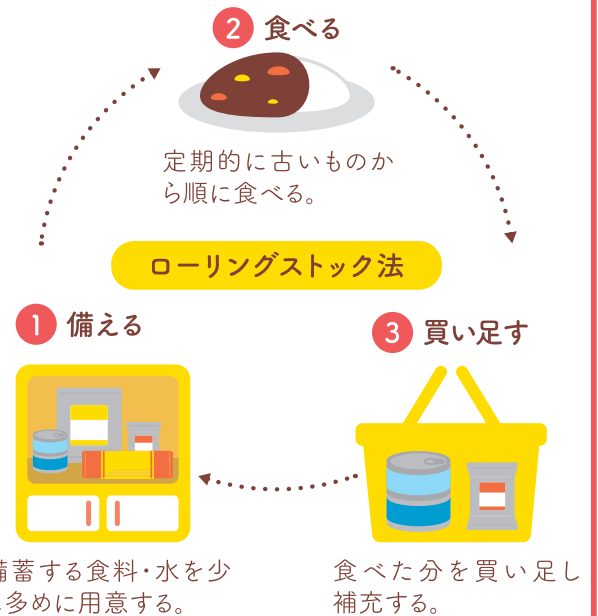 2 食べる
定期的に古いものか
ら順に食べる。
ローリングストック法
1 備える
備蓄する食料・水を少
多めに用意する。
3 買い足す
食べた分を買い足し
補充する。